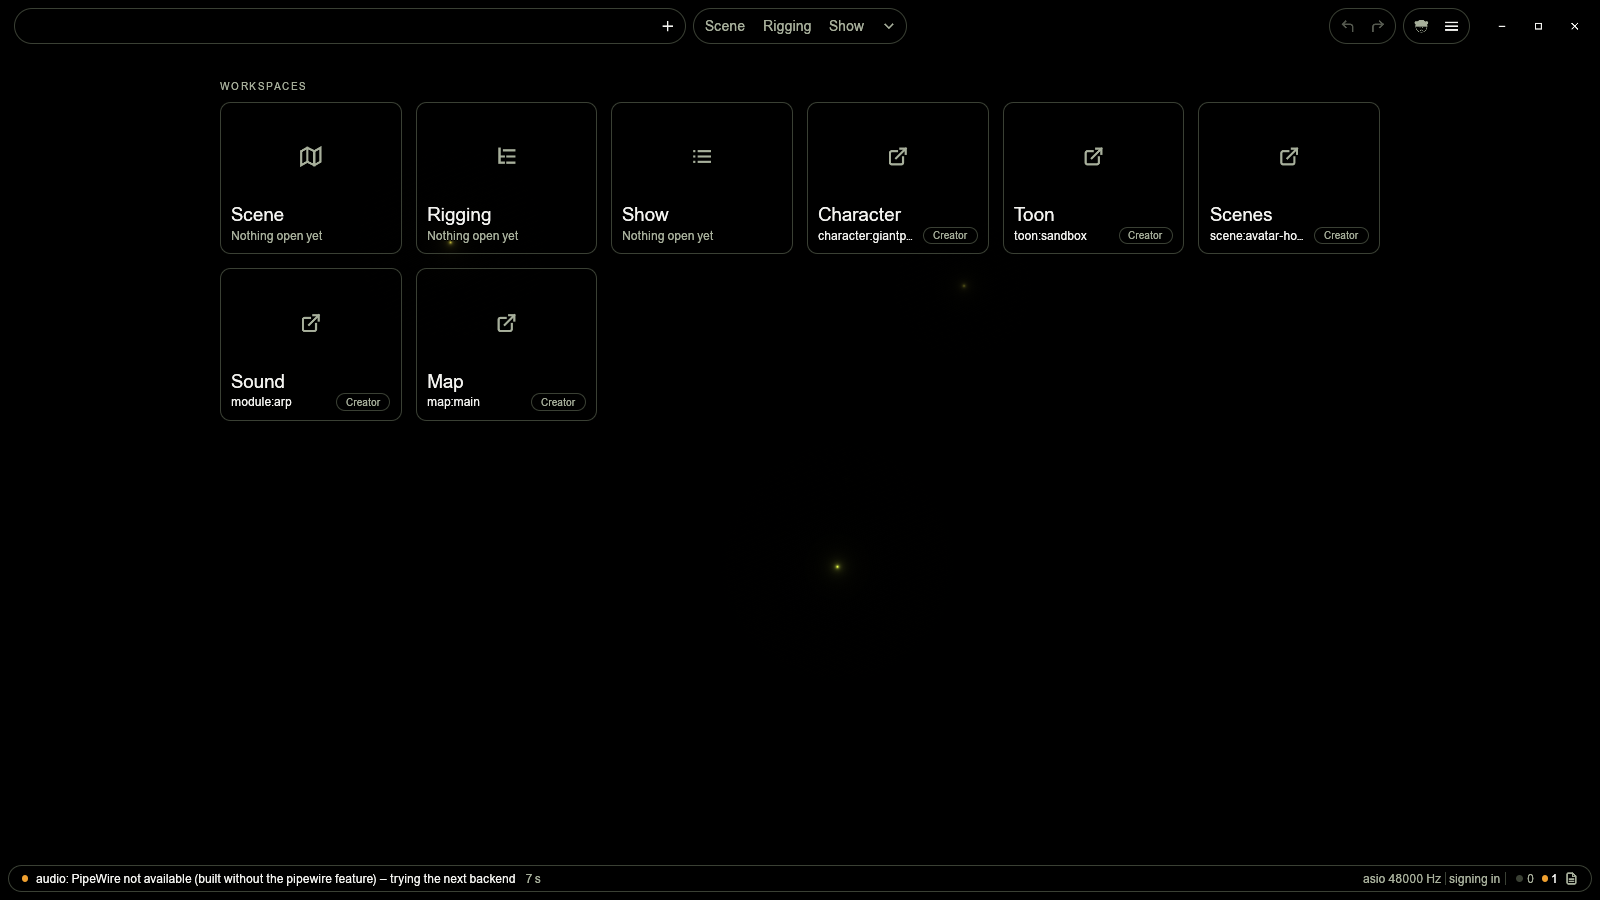 Scene Rigging Show
WORKSPACES
Scene
Nothing open yet
Rigging
Nothing open yet
Show
Nothing open yet
Character
character:giantp... Creator
Toon
toon:sandbox Creator
Scenes
scene:avatar-ho... Creator
Sound
module:arp Creator
Map
map:main Creator
audio: PipeWire not available (built without the pipewire feature) – trying the next backend 7 s
asio 48000 Hz signing in 0 1